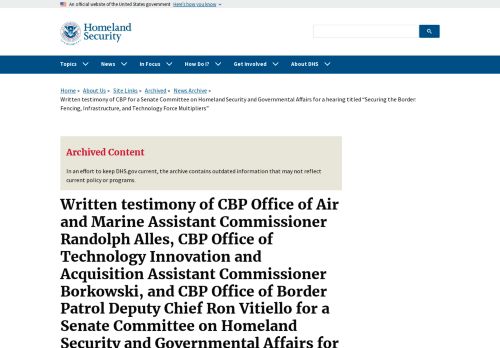 An official website of the United States government Here's how you know
Homeland
Security
Topics News In Focus How Do I? Get Involved About DHS
Home About Us Site Links Archived News Archive
Written testimony of CBP for a Senate Committee on Homeland Security and Governmental Affairs for a hearing titled “Securing the Border:
Fencing, Infrastructure, and Technology Force Multipliers”
Archived Content
In an effort to keep DHS.gov current, the archive contains outdated information that may not reflect
current policy or programs.
Written testimony of CBP Office of Air
and Marine Assistant Commissioner
Randolph Alles, CBP Office of
Technology Innovation and
Acquisition Assistant Commissioner
Borkowski, and CBP Office of Border
Patrol Deputy Chief Ron Vitiello for a
Senate Committee on Homeland
Security and Governmental Affairs for